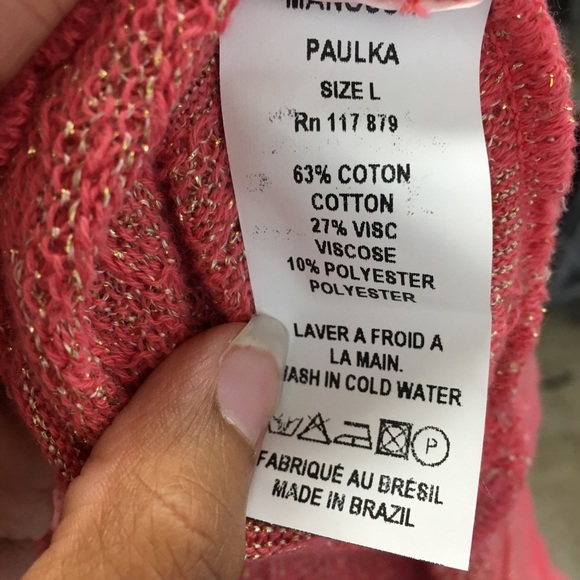 PAULKA
SIZE L
Rn 117 879
63% COTON
COTTON
27% VISC
VISCOSE
10% POLYESTER
POLYESTER
LAVER A FROID A
LA MAIN.
IN COLD WATER
P
FABRIQUÉ AU BRÉSIL
MADE IN BRAZIL